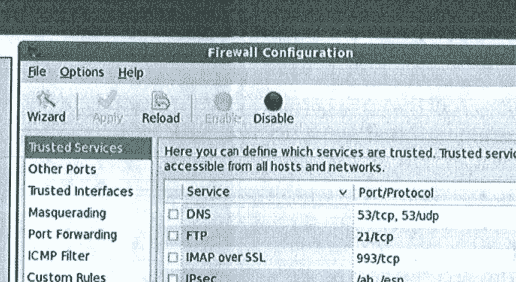 Firewall Configuration
File Options Help
Wizard Apply Reload Enable Disable
Trusted Services
Other Ports
Trusted Interfaces
Masquerading
Port Forwarding
ICMP Filter
Custom Rules
Here you can define which services are trusted. Trusted servic
accessible from all hosts and networks.
Service Port/Protocol
DNS 53/tcp, 53/udp
FTP 21/tcp
IMAP over SSL 993/tcp
IPsec /ah, /esp